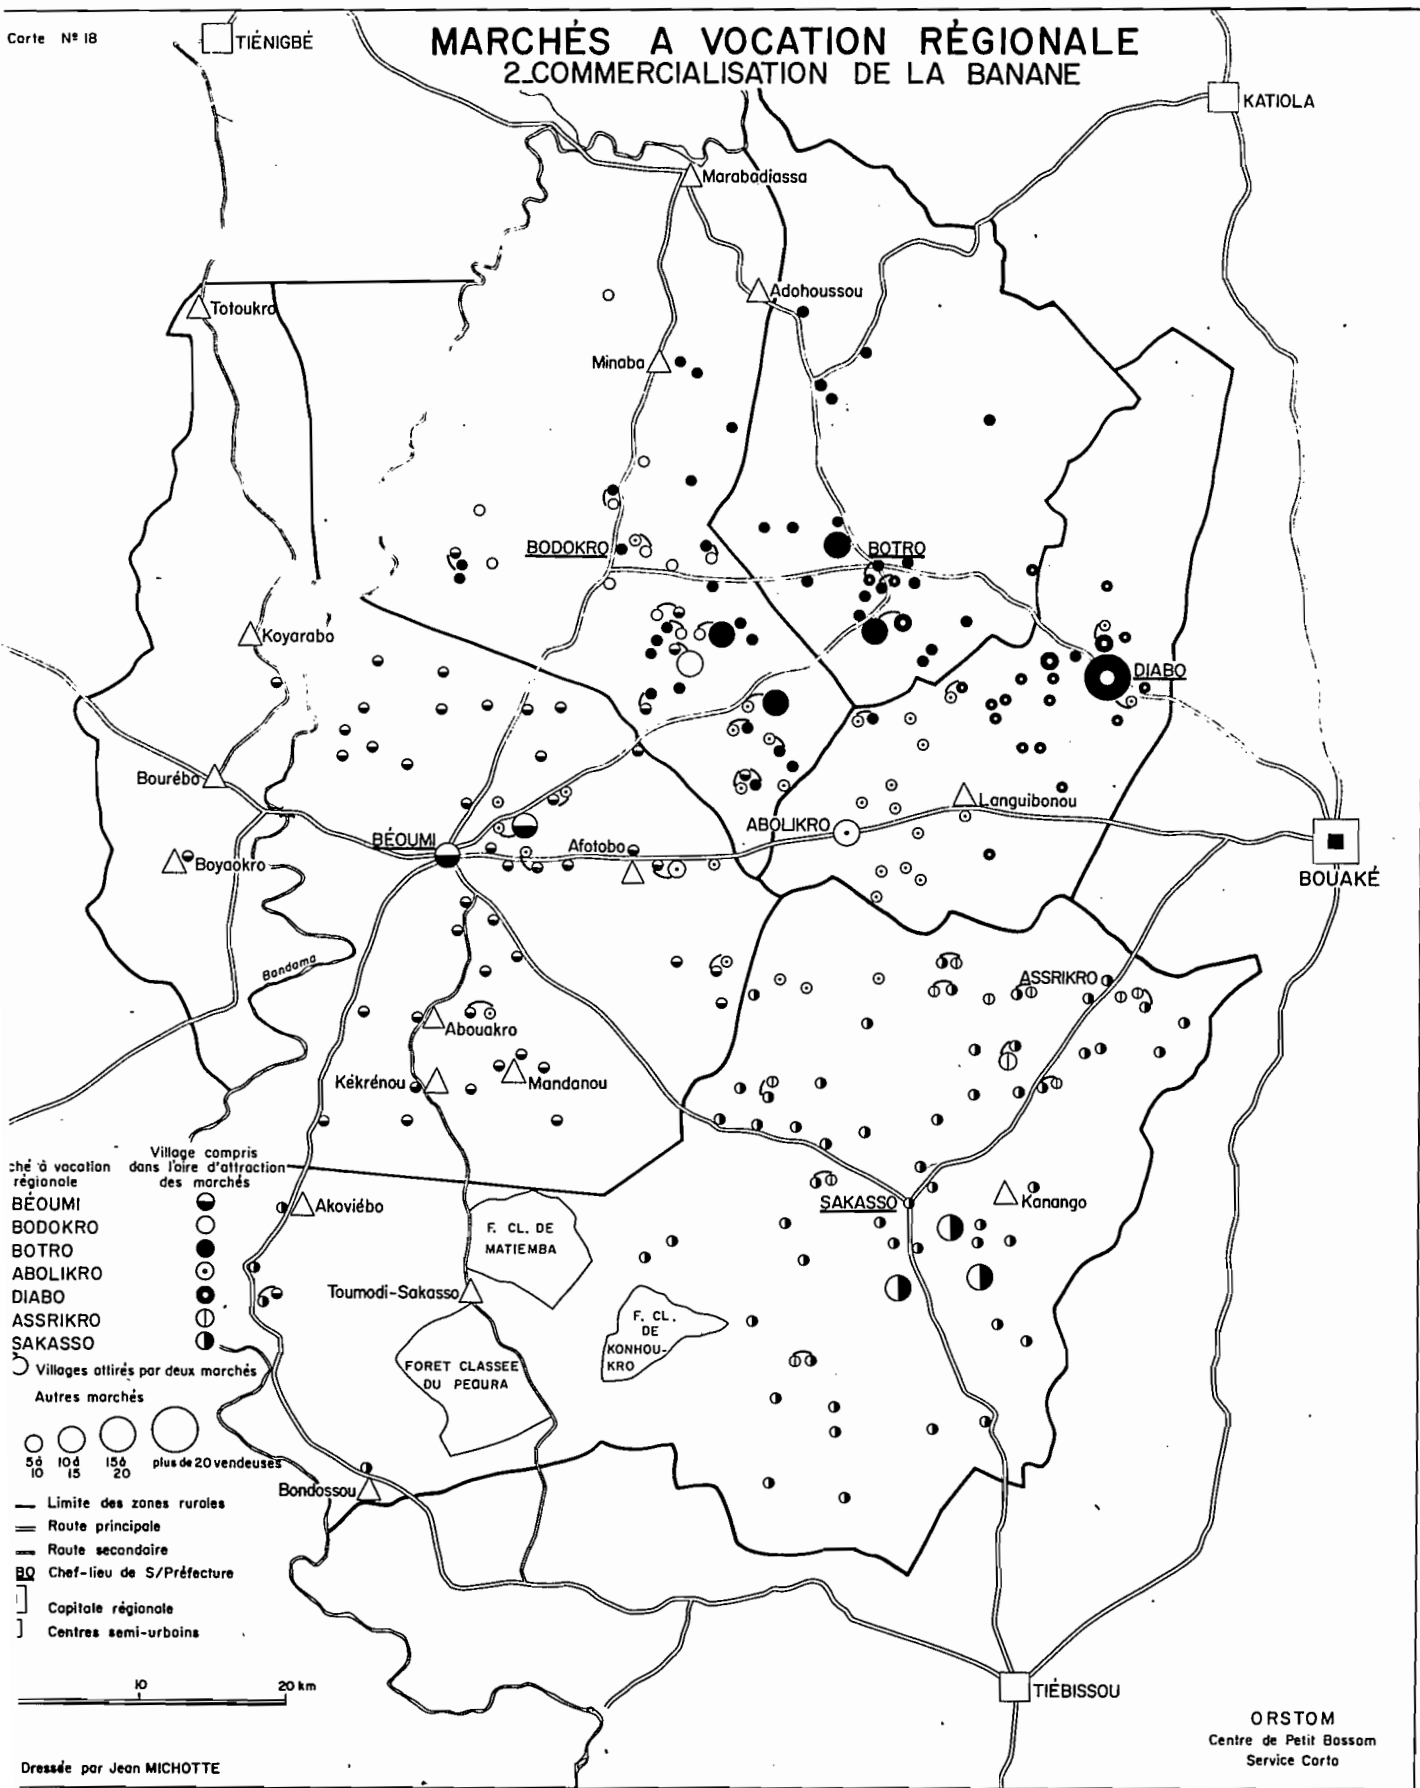 Carte Nº 18
TIÉNIGBÉ
MARCHÉS A VOCATION RÉGIONALE
2_COMMERCIALISATION DE LA BANANE
KATIOLA
Marabadiassa
Adohoussou
Totoukro
Minaba
BODOKRO
BOTRO
Koyarabo
DIABO
Bourébo
Languibonou
ABOLIKRO
BÉOUMI
Afotobo
Boyaokro
BOUAKÉ
Bandama
ASSRIKRO
Abouakro
Kékrénou
Mandanou
ché à vocation
régionale
Village compris
dans l'aire d'attraction
des marchés
BÉOUMI
BODOKRO
BOTRO
ABOLIKRO
DIABO
ASSRIKRO
SAKASSO
Akoviébo
F. CL. DE
MATIEMBA
SAKASSO
Kanango
Toumodi-Sakasso
F. CL.
DE
KONHOU-
KRO
FORET CLASSEE
DU PEOURA
Villages attirés par deux marchés
Autres marchés
5à
10
10à
15
15à
20
plus de 20 vendeuses
Bondossou
Limite des zones rurales
Route principale
Route secondaire
BO Chef-lieu de S/Préfecture
Capitale régionale
Centres semi-urbains
10
20 km
TIÉBISSOU
ORSTOM
Centre de Petit Bassam
Service Carto
Dressée par Jean MICHOTTE